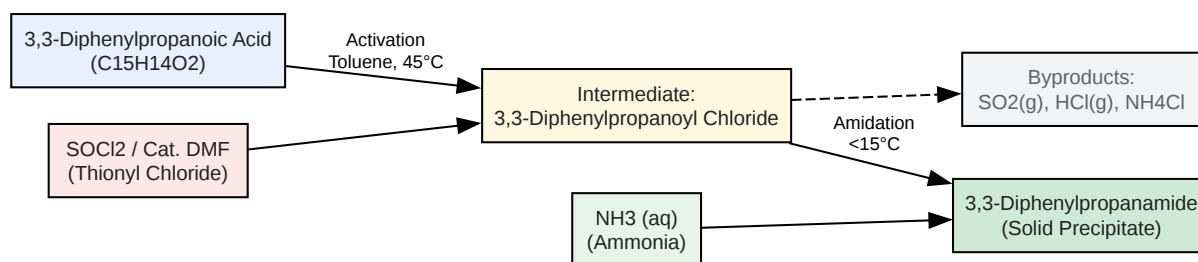 3,3-Diphenylpropanoic Acid
(C15H14O2)
Activation
Toluene, 45°C
SOCl2 / Cat. DMF
(Thionyl Chloride)
Intermediate:
3,3-Diphenylpropanoyl Chloride
Byproducts:
SO2(g), HCl(g), NH4Cl
Amidation
<15°C
NH3 (aq)
(Ammonia)
3,3-Diphenylpropanamide
(Solid Precipitate)